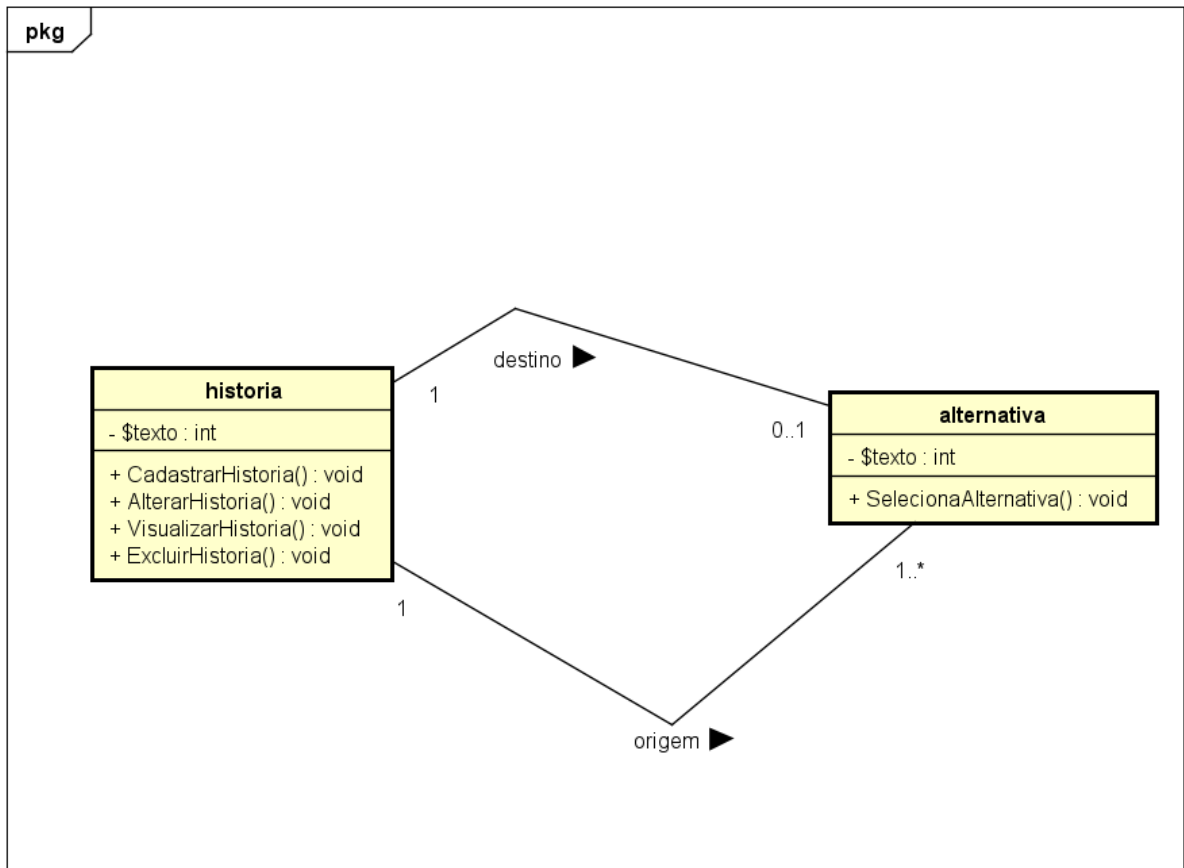 pkg
destino
1
0..1
historia
- $texto : int
+ CadastrarHistoria() : void
+ AlterarHistoria() : void
+ VisualizarHistoria() : void
+ ExcluirHistoria() : void
alternativa
- $texto : int
+ SelecionaAlternativa() : void
1
1..*
origem